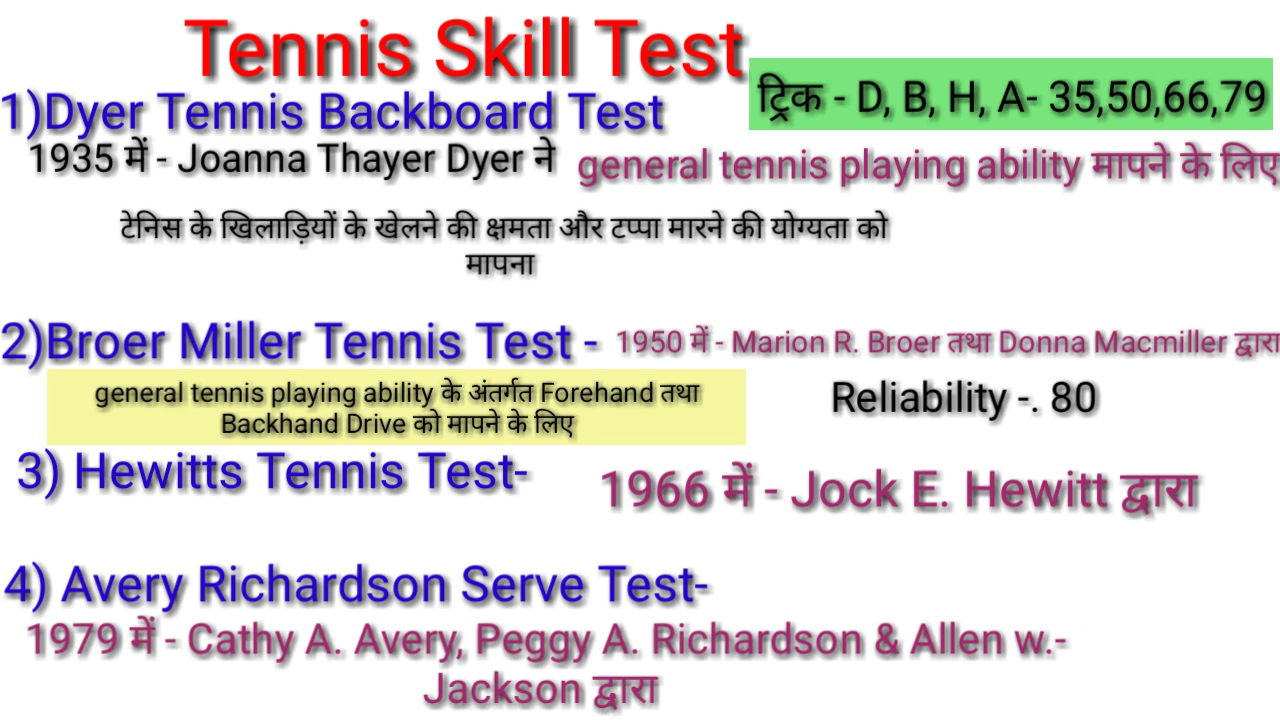 Tennis Skill Test
ट्रिक - D, B, H, A- 35,50,66,79
1)Dyer Tennis Backboard Test
1935 में - Joanna Thayer Dyer ने
general tennis playing ability मापने के लिए
टेनिस के खिलाड़ियों के खेलने की क्षमता और टप्पा मारने की योग्यता को
मापना
2)Broer Miller Tennis Test -
1950 में - Marion R. Broer तथा Donna Macmiller द्वारा
general tennis playing ability के अंतर्गत Forehand तथा
Backhand Drive को मापने के लिए
Reliability -. 80
3) Hewitts Tennis Test-
1966 में - Jock E. Hewitt द्वारा
4) Avery Richardson Serve Test-
1979 में - Cathy A. Avery, Peggy A. Richardson & Allen w.-
Jackson द्वारा